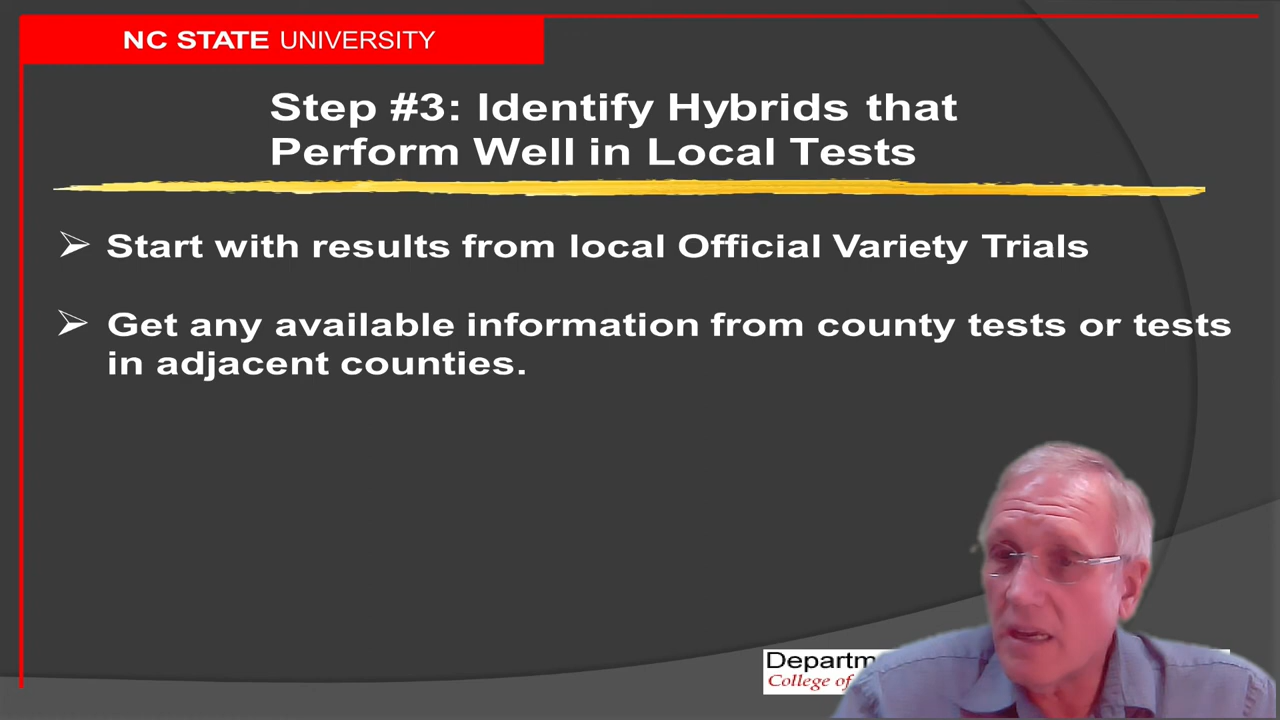 NC STATE UNIVERSITY
Step #3: Identify Hybrids that
Perform Well in Local Tests
➢ Start with results from local Official Variety Trials
➢ Get any available information from county tests or tests
in adjacent counties.
College of